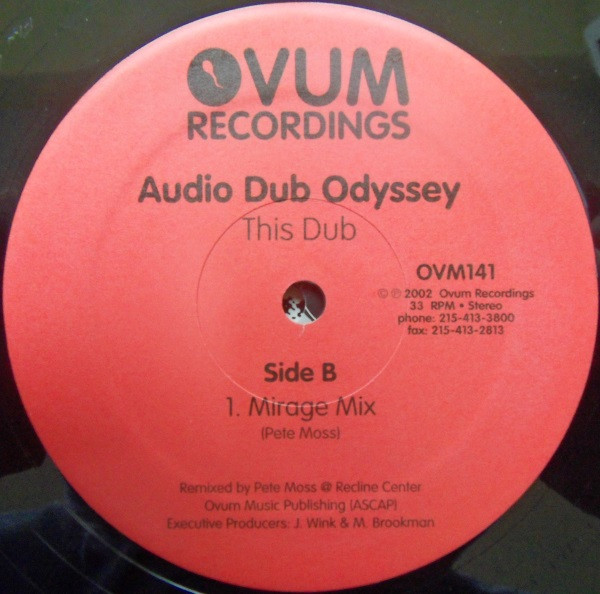 OVUM
RECORDINGS
Audio Dub Odyssey
This Dub
OVM141
© ℗ 2002 Ovum Recordings
33 RPM • Stereo
phone: 215-413-3800
fax: 215-413-2813
Side B
1. Mirage Mix
(Pete Moss)
Remixed by Pete Moss @ Recline Center
Ovum Music Publishing (ASCAP)
Executive Producers: J. Wink & M. Brookman